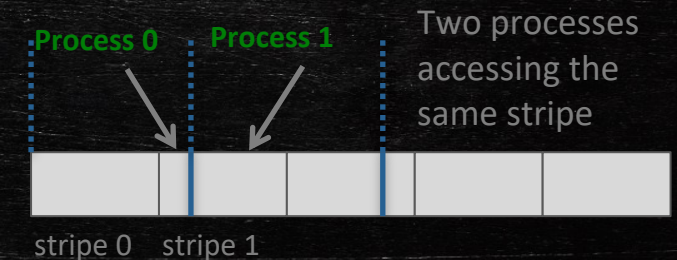 Process 0
Process 1
Two processes
accessing the
same stripe
stripe 0
stripe 1